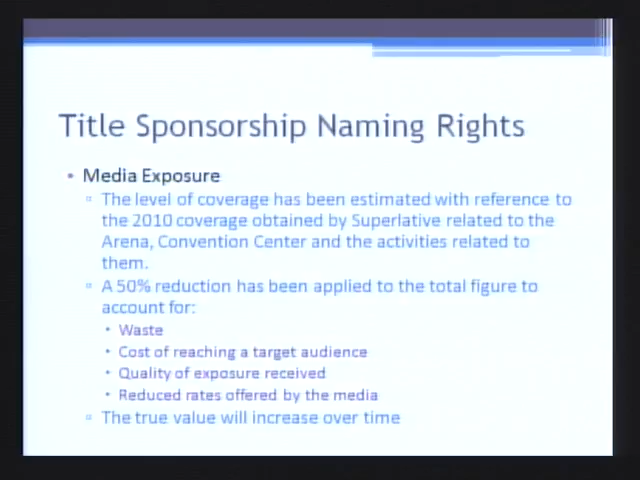 Title Sponsorship Naming Rights
• Media Exposure
▫ The level of coverage has been estimated with reference to
the 2010 coverage obtained by Superlative related to the
Arena, Convention Center and the activities related to
them.
▫ A 50% reduction has been applied to the total figure to
account for:
• Waste
• Cost of reaching a target audience
• Quality of exposure received
• Reduced rates offered by the media
▫ The true value will increase over time